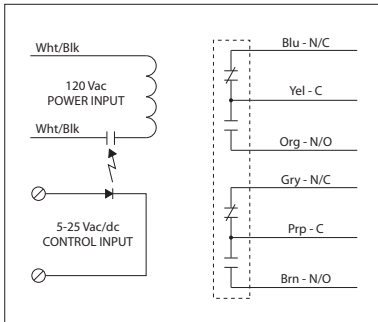 Wht/Blk
120 Vac
POWER INPUT
Wht/Blk
5-25 Vac/dc
CONTROL INPUT
Blu - N/C
Yel - C
Org - N/O
Gry - N/C
Prp - C
Brn - N/O